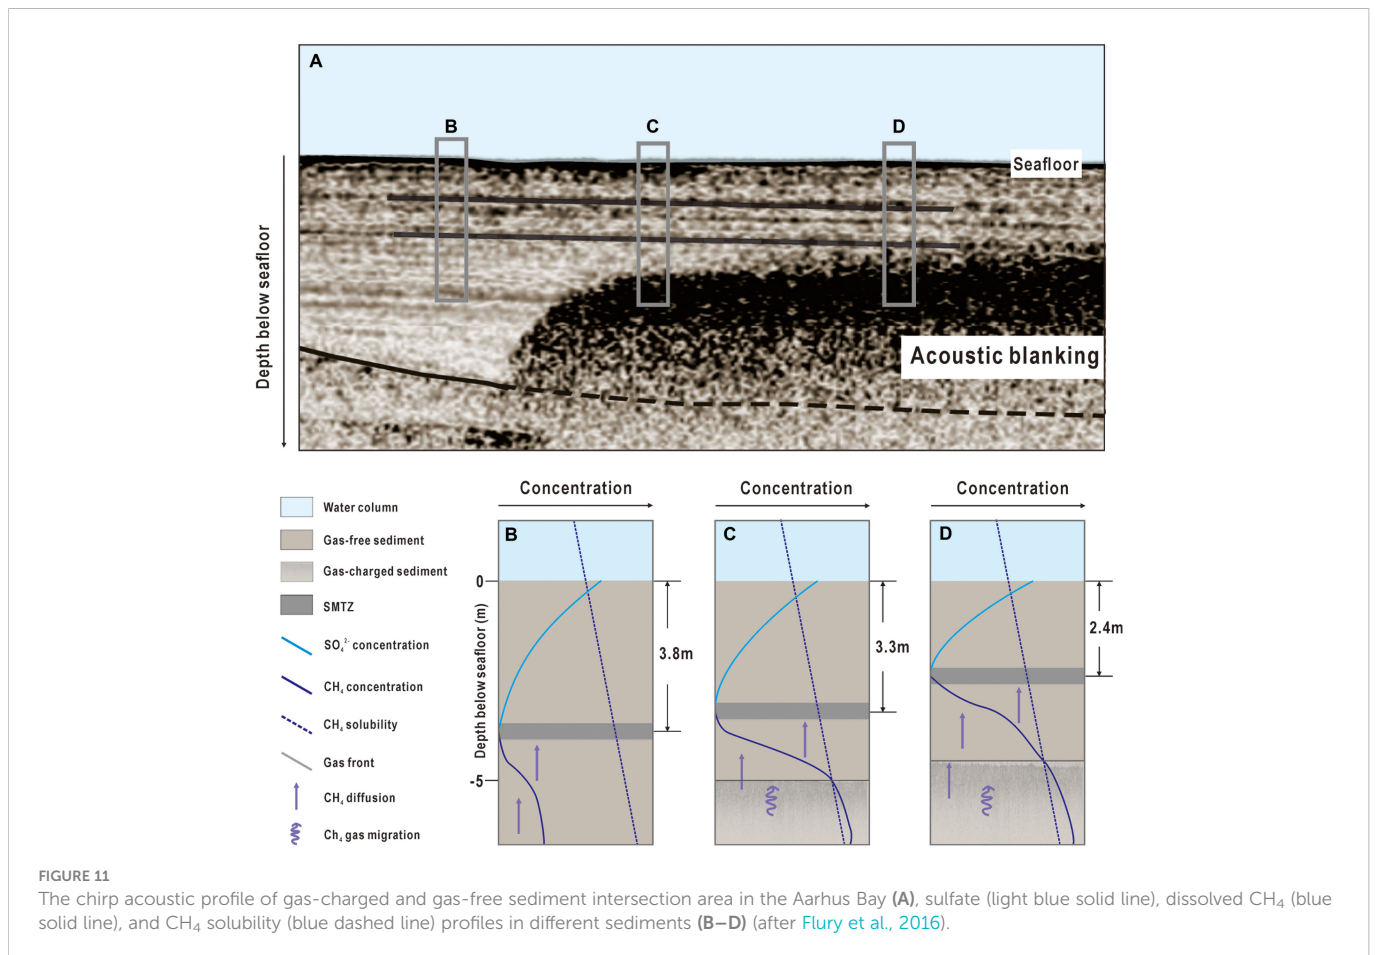 A
B
C
D
Seafloor
Depth below seafloor
Acoustic blanking
Concentration
Concentration
Concentration
Water column
Gas-free sediment
Gas-charged sediment
SMTZ
SO₄²⁻ concentration
CH₄ concentration
CH₄ solubility
Gas front
CH₄ diffusion
Ch₄ gas migration
B
0
Depth below seafloor (m)
-5
3.8m
C
3.3m
D
2.4m
FIGURE 11
The chirp acoustic profile of gas-charged and gas-free sediment intersection area in the Aarhus Bay (A), sulfate (light blue solid line), dissolved CH₄ (blue
solid line), and CH₄ solubility (blue dashed line) profiles in different sediments (B–D) (after Flury et al., 2016).